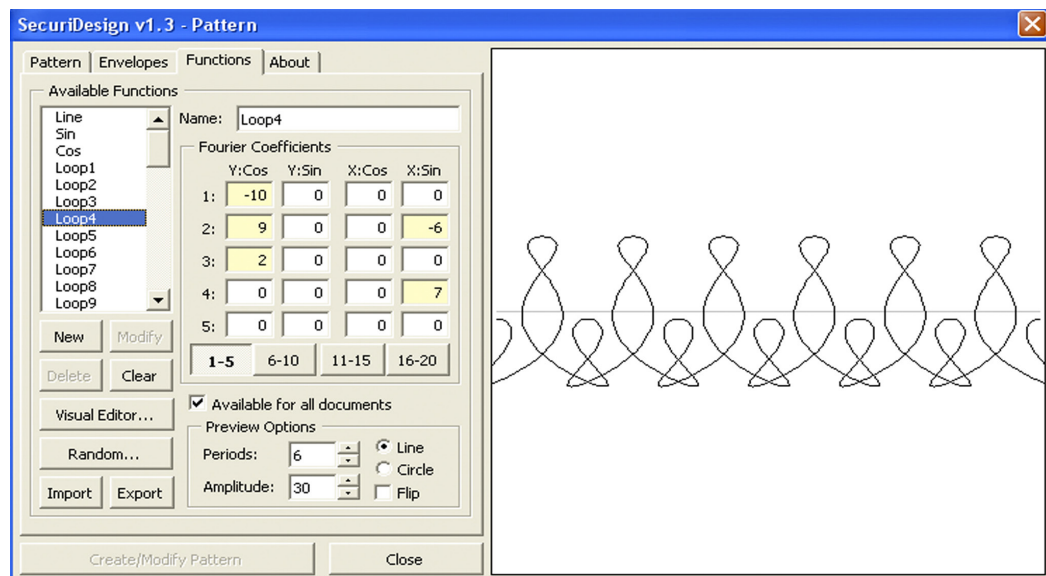 SecuriDesign v1.3 - Pattern
Pattern Envelopes Functions About
Available Functions
Line
Sin
Cos
Loop1
Loop2
Loop3
Loop4
Loop5
Loop6
Loop7
Loop8
Loop9
New Modify
Delete Clear
Visual Editor...
Random...
Import Export
Name: Loop4
Fourier Coefficients
Y:Cos Y:Sin X:Cos X:Sin
1: -10 0 0 0
2: 9 0 0 -6
3: 2 0 0 0
4: 0 0 0 7
5: 0 0 0 0
1-5 6-10 11-15 16-20
Available for all documents
Preview Options
Periods: 6 Line
Circle
Amplitude: 30 Flip
Create/Modify Pattern Close